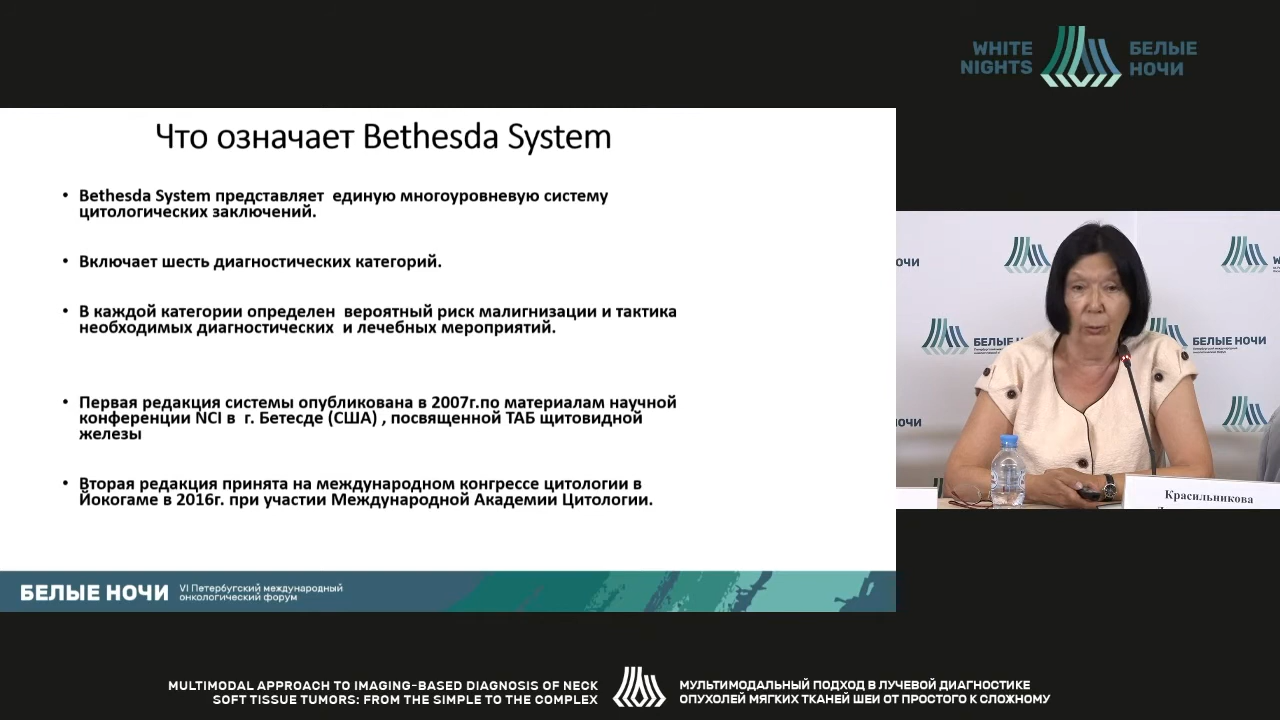 WHITE
NIGHTS
БЕЛЫЕ
НОЧИ
Что означает Bethesda System
• Bethesda System представляет единую многоуровневую систему
цитологических заключений.
• Включает шесть диагностических категорий.
• В каждой категории определен вероятный риск малигнизации и тактика
необходимых диагностических и лечебных мероприятий.
• Первая редакция системы опубликована в 2007г.по материалам научной
конференции NCI в г. Бетесде (США) , посвященной ТАБ щитовидной
железы
• Вторая редакция принята на международном конгрессе цитологии в
Йокогаме в 2016г. при участии Международной Академии Цитологии.
БЕЛЫЕ НОЧИ
VI Петербугский международный
онкологический форум
НОЧИ
БЕЛЫЕ НОЧИ
НОЧИ
Красильникова
MULTIMODAL APPROACH TO IMAGING-BASED DIAGNOSIS OF NECK
SOFT TISSUE TUMORS: FROM THE SIMPLE TO THE COMPLEX
МУЛЬТИМОДАЛЬНЫЙ ПОДХОД В ЛУЧЕВОЙ ДИАГНОСТИКЕ
ОПУХОЛЕЙ МЯГКИХ ТКАНЕЙ ШЕИ ОТ ПРОСТОГО К СЛОЖНОМУ